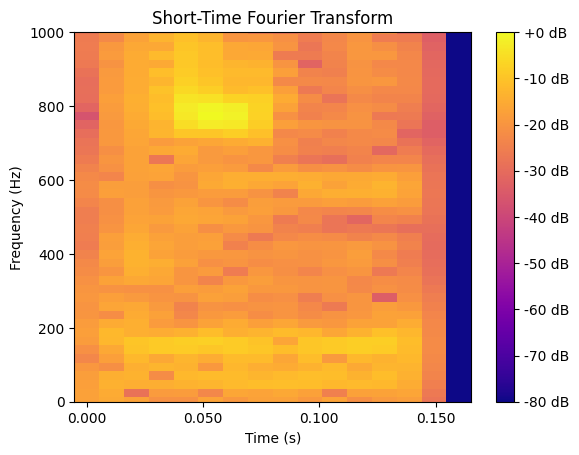 Short-Time Fourier Transform
1000
800
600
400
200
0
Frequency (Hz)
0.000
0.050
0.100
0.150
Time (s)
+0 dB
-10 dB
-20 dB
-30 dB
-40 dB
-50 dB
-60 dB
-70 dB
-80 dB